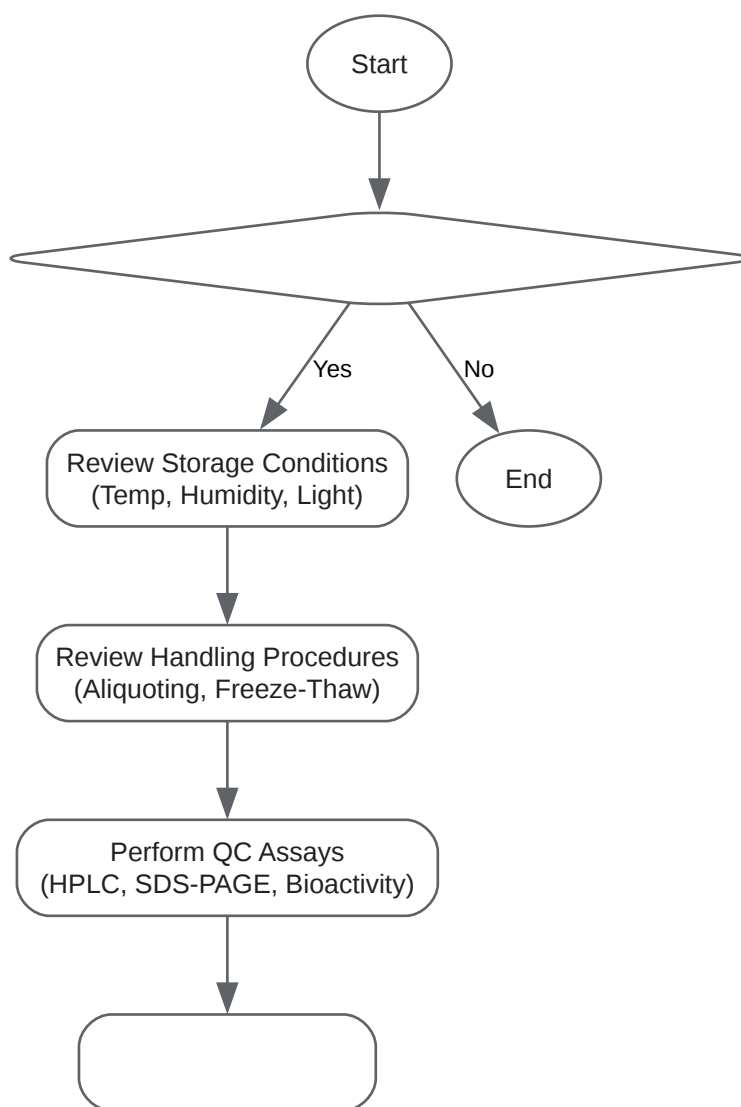 Start
Yes
No
Review Storage Conditions
(Temp, Humidity, Light)
End
Review Handling Procedures
(Aliquoting, Freeze-Thaw)
Perform QC Assays
(HPLC, SDS-PAGE, Bioactivity)